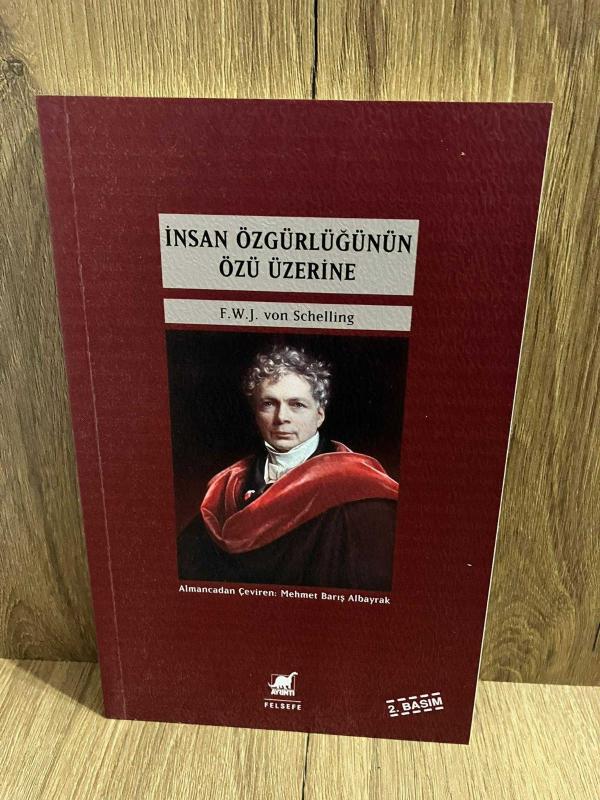 İNSAN ÖZGÜRLÜĞÜNÜN
ÖZÜ ÜZERİNE
F.W.J. von Schelling
Almancadan Çeviren: Mehmet Barış Albayrak
AYRINTI
FELSEFE
2. BASIM